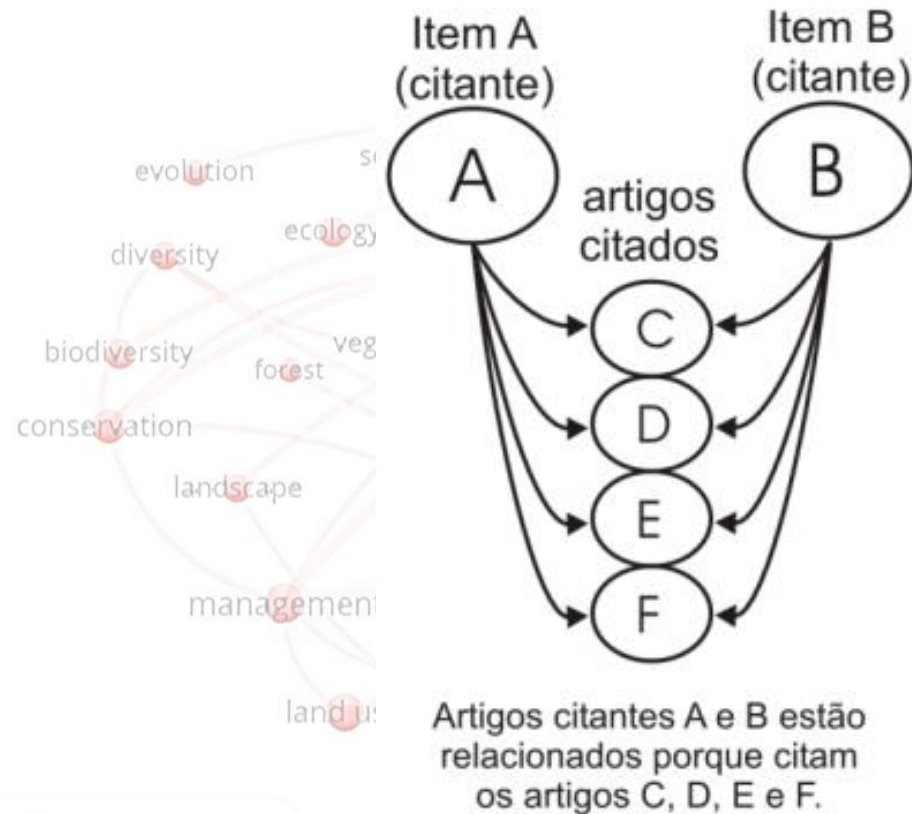 Item A
(citante)
Item B
(citante)
A
B
artigos
citados
C
D
E
F
Artigos citantes A e B estão
relacionados porque citam
os artigos C, D, E e F.
evolution
ecology
diversity
biodiversity
forest
conservation
landscape
management
land